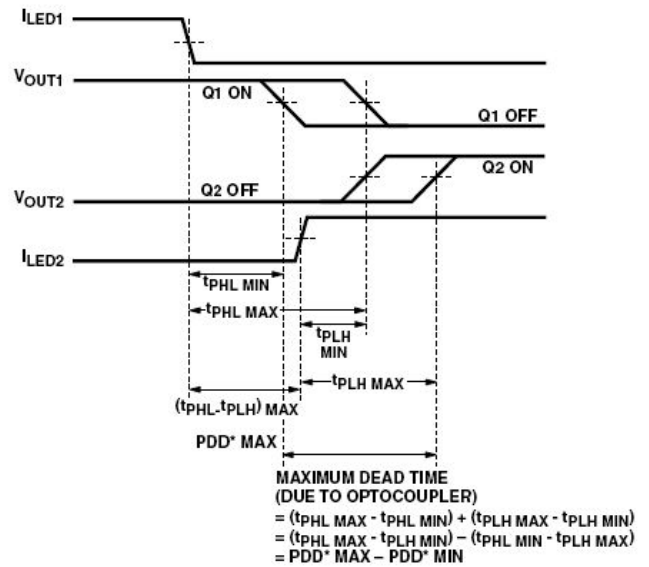 ILED1
VOUT1
Q1 ON
Q1 OFF
Q2 ON
Q2 OFF
VOUT2
ILED2
tPHL MIN
tPHL MAX
tPLH
MIN
tPLH MAX
(tPHL-tPLH) MAX
PDD* MAX
MAXIMUM DEAD TIME
(DUE TO OPTOCOUPLER)
= (tPHL MAX - tPHL MIN) + (tPLH MAX - tPLH MIN)
= (tPHL MAX - tPLH MIN) – (tPHL MIN - tPLH MAX)
= PDD* MAX – PDD* MIN